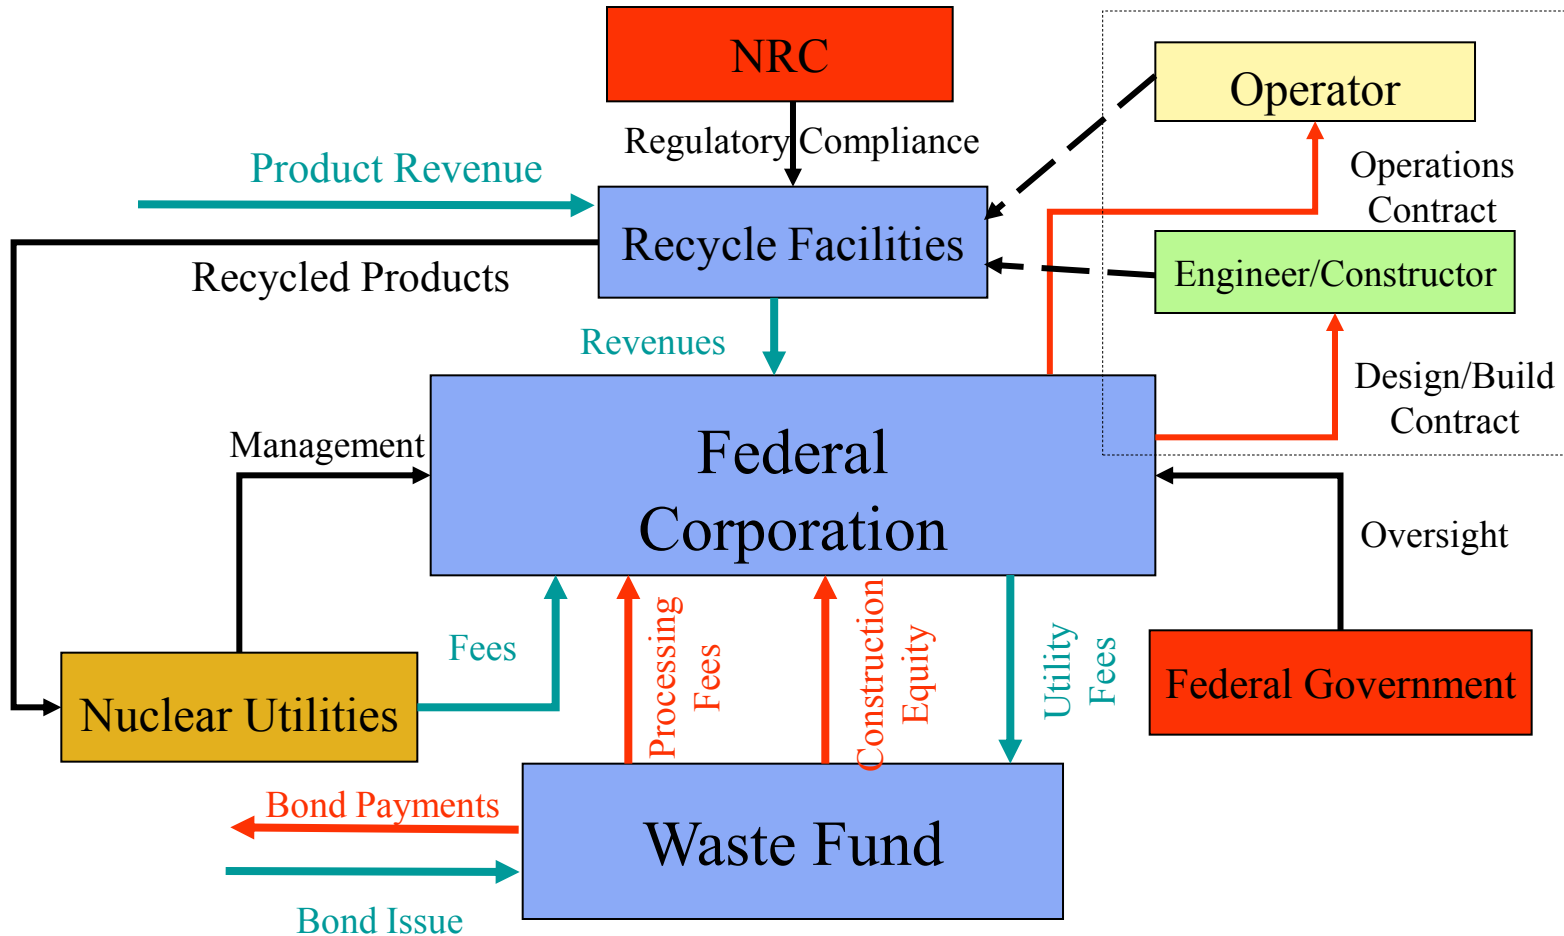 NRC
Operator
Regulatory Compliance
Product Revenue
Operations
Contract
Recycle Facilities
Recycled Products
Engineer/Constructor
Revenues
Design/Build
Contract
Management
Federal
Corporation
Oversight
Fees
Processing
Fees
Construction
Equity
Utility
Fees
Federal Government
Nuclear Utilities
Bond Payments
Waste Fund
Bond Issue